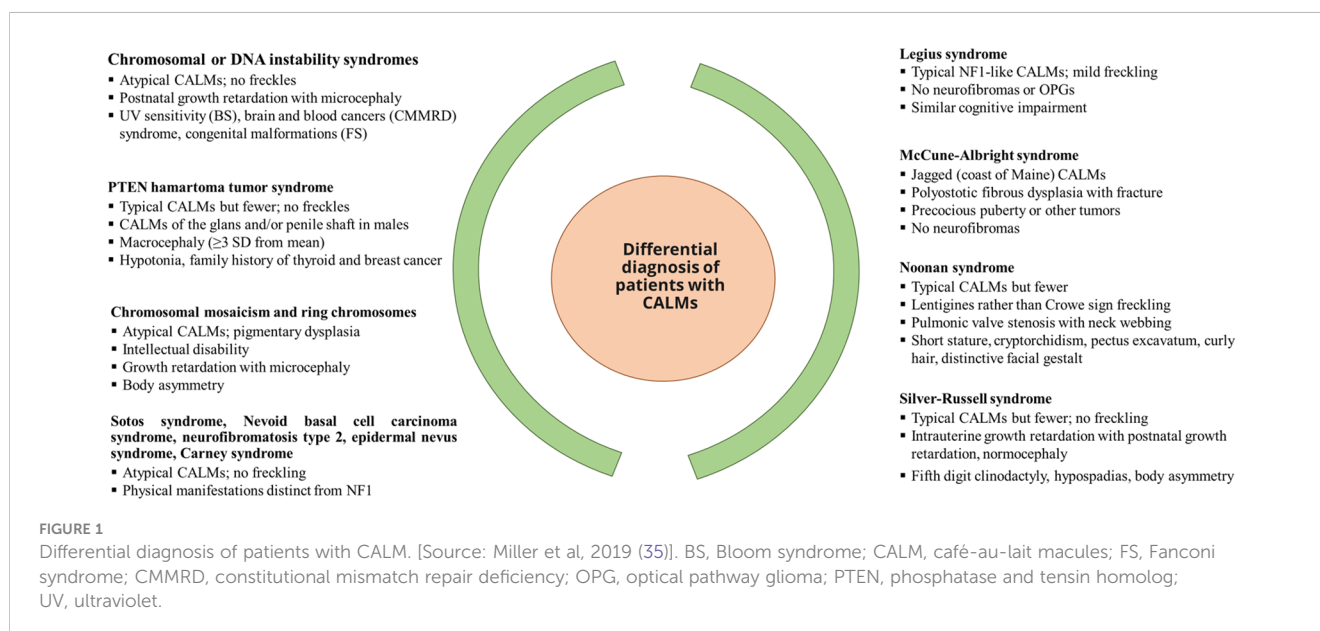 Chromosomal or DNA instability syndromes
▪ Atypical CALMs; no freckles
▪ Postnatal growth retardation with microcephaly
▪ UV sensitivity (BS), brain and blood cancers (CMMRD)
syndrome, congenital malformations (FS)
PTEN hamartoma tumor syndrome
▪ Typical CALMs but fewer; no freckles
▪ CALMs of the glans and/or penile shaft in males
▪ Macrocephaly (≥3 SD from mean)
▪ Hypotonia, family history of thyroid and breast cancer
Chromosomal mosaicism and ring chromosomes
▪ Atypical CALMs; pigmentary dysplasia
▪ Intellectual disability
▪ Growth retardation with microcephaly
▪ Body asymmetry
Sotos syndrome, Nevoid basal cell carcinoma
syndrome, neurofibromatosis type 2, epidermal nevus
syndrome, Carney syndrome
▪ Atypical CALMs; no freckling
▪ Physical manifestations distinct from NF1
Differential
diagnosis of
patients with
CALMs
Legius syndrome
▪ Typical NF1-like CALMs; mild freckling
▪ No neurofibromas or OPGs
▪ Similar cognitive impairment
McCune-Albright syndrome
▪ Jagged (coast of Maine) CALMs
▪ Polyostotic fibrous dysplasia with fracture
▪ Precocious puberty or other tumors
▪ No neurofibromas
Noonan syndrome
▪ Typical CALMs but fewer
▪ Lentigines rather than Crowe sign freckling
▪ Pulmonic valve stenosis with neck webbing
▪ Short stature, cryptorchidism, pectus excavatum, curly
hair, distinctive facial gestalt
Silver-Russell syndrome
▪ Typical CALMs but fewer; no freckling
▪ Intrauterine growth retardation with postnatal growth
retardation, normocephaly
▪ Fifth digit clinodactyly, hypospadias, body asymmetry
FIGURE 1
Differential diagnosis of patients with CALM. [Source: Miller et al, 2019 (35)]. BS, Bloom syndrome; CALM, café-au-lait macules; FS, Fanconi
syndrome; CMMRD, constitutional mismatch repair deficiency; OPG, optical pathway glioma; PTEN, phosphatase and tensin homolog;
UV, ultraviolet.